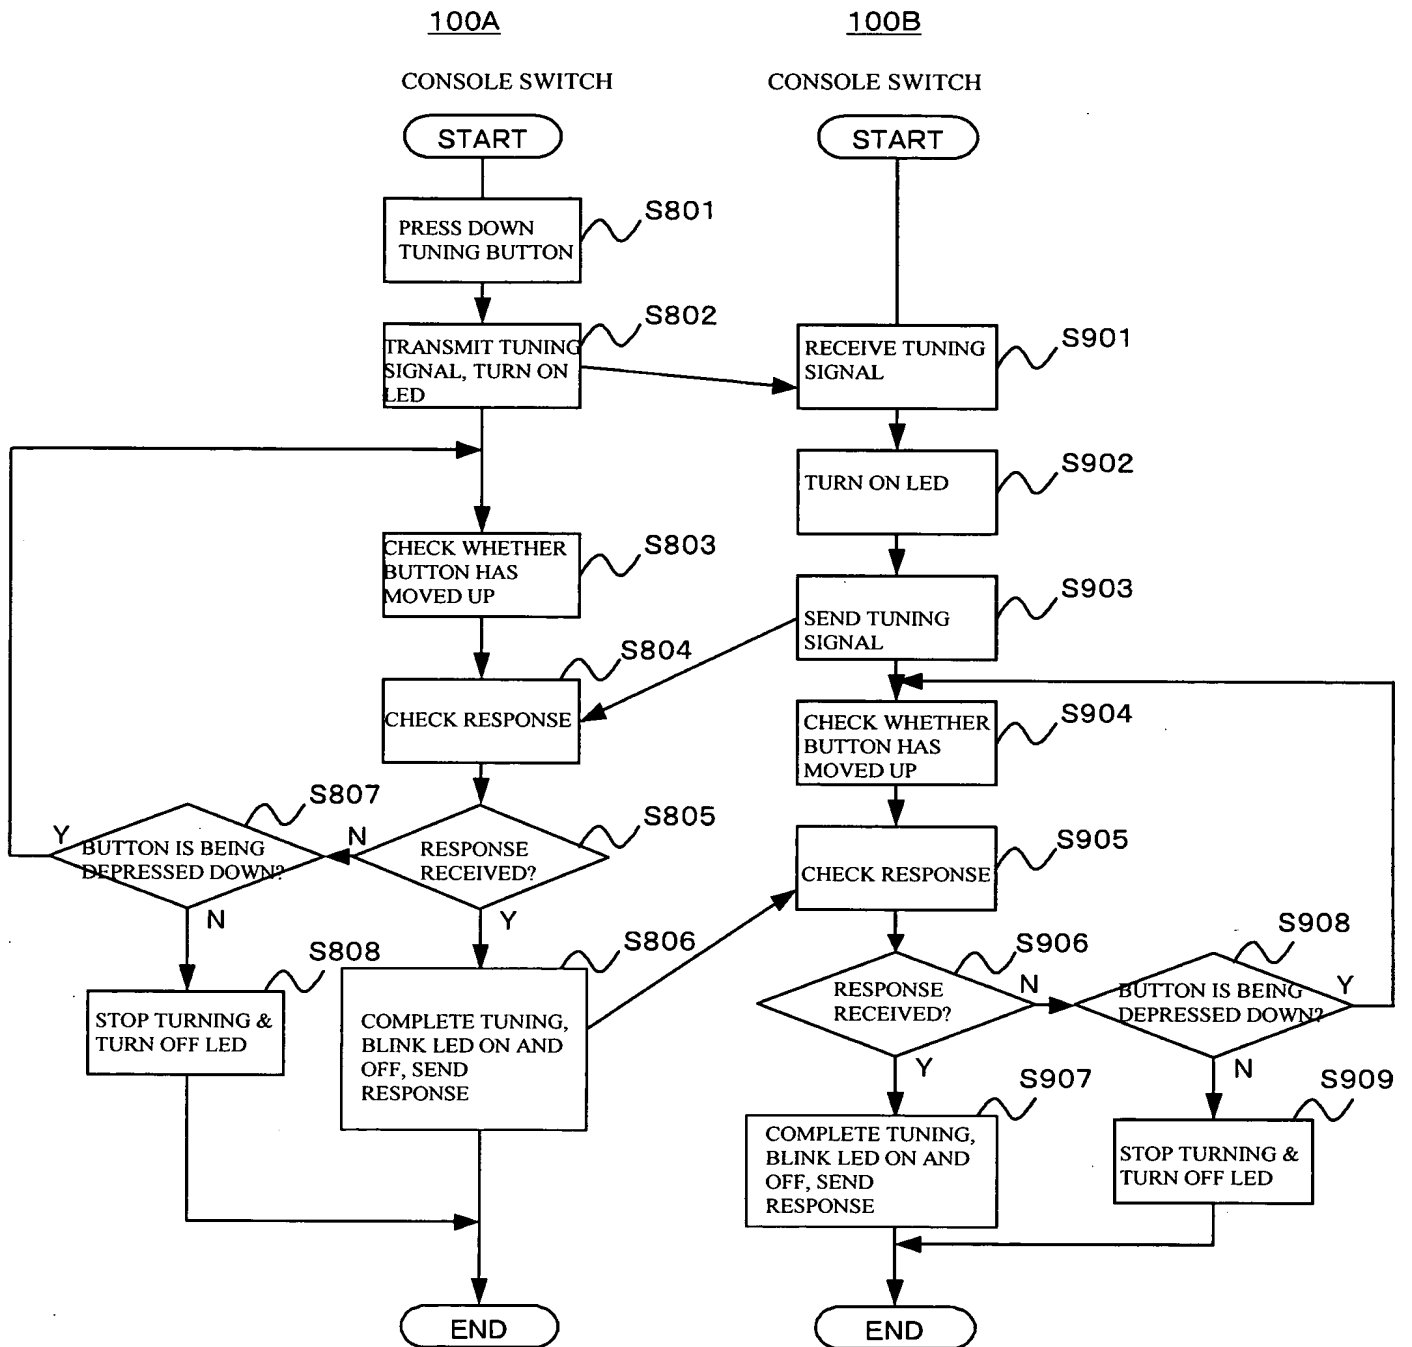 100A
CONSOLE SWITCH
START
PRESS DOWN
TUNING BUTTON
S801
TRANSMIT TUNING
SIGNAL, TURN ON
LED
S802
CHECK WHETHER
BUTTON HAS
MOVED UP
S803
CHECK RESPONSE
S804
RESPONSE
RECEIVED?
S805
N
Y
BUTTON IS BEING
DEPRESSED DOWN?
S807
Y
N
STOP TURNING &
TURN OFF LED
S808
COMPLETE TUNING,
BLINK LED ON AND
OFF, SEND
RESPONSE
S806
END
100B
CONSOLE SWITCH
START
RECEIVE TUNING
SIGNAL
S901
TURN ON LED
S902
SEND TUNING
SIGNAL
S903
CHECK WHETHER
BUTTON HAS
MOVED UP
S904
CHECK RESPONSE
S905
RESPONSE
RECEIVED?
S906
N
Y
BUTTON IS BEING
DEPRESSED DOWN?
S908
Y
N
COMPLETE TUNING,
BLINK LED ON AND
OFF, SEND
RESPONSE
S907
STOP TURNING &
TURN OFF LED
S909
END